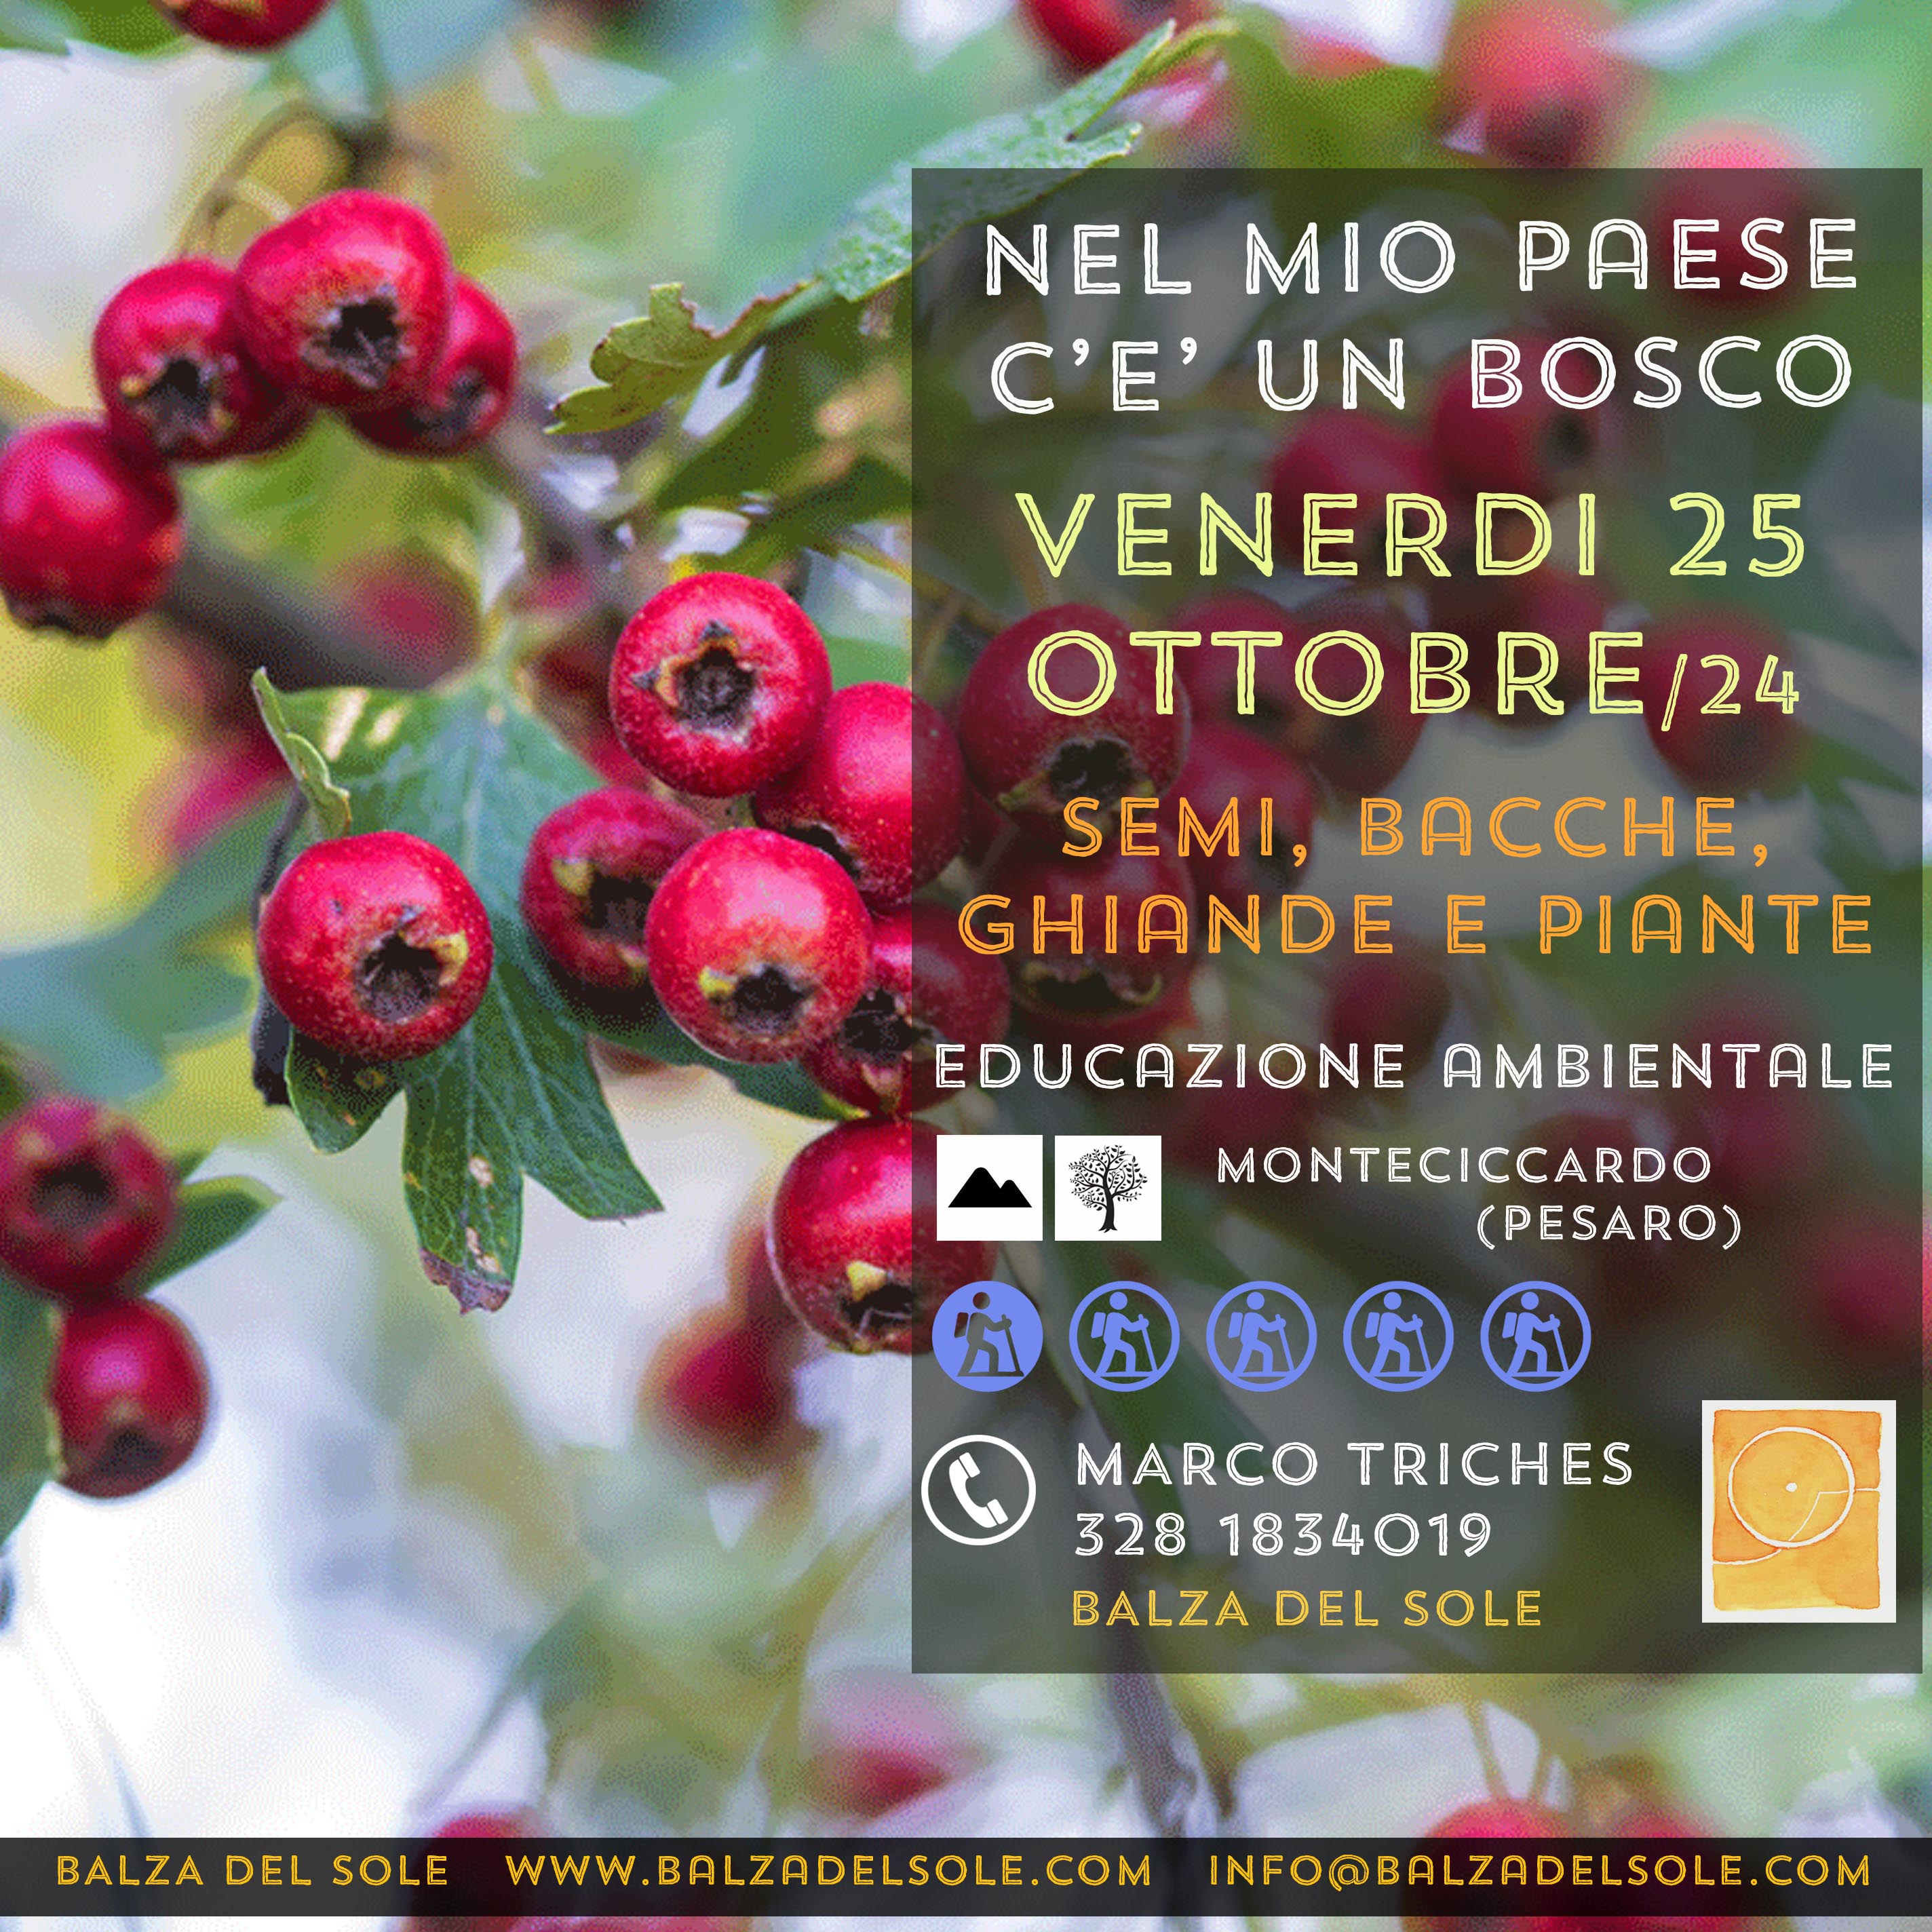 NEL MIO PAESE
C'E' UN BOSCO
VENERDI 25
OTTOBRE/24
SEMI, BACCHE,
GHIANDE E PIANTE
EDUCAZIONE AMBIENTALE
MONTECICCARDO
(PESARO)
MARCO TRICHES
328 1834019
BALZA DEL SOLE
BALZA DEL SOLE WWW.BALZADELSOLE.COM INFO@BALZADELSOLE.COM